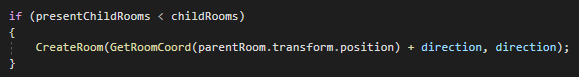 if (presentChildRooms < childRooms)
{
CreateRoom(GetRoomCoord(parentRoom.transform.position) + direction, direction);
}